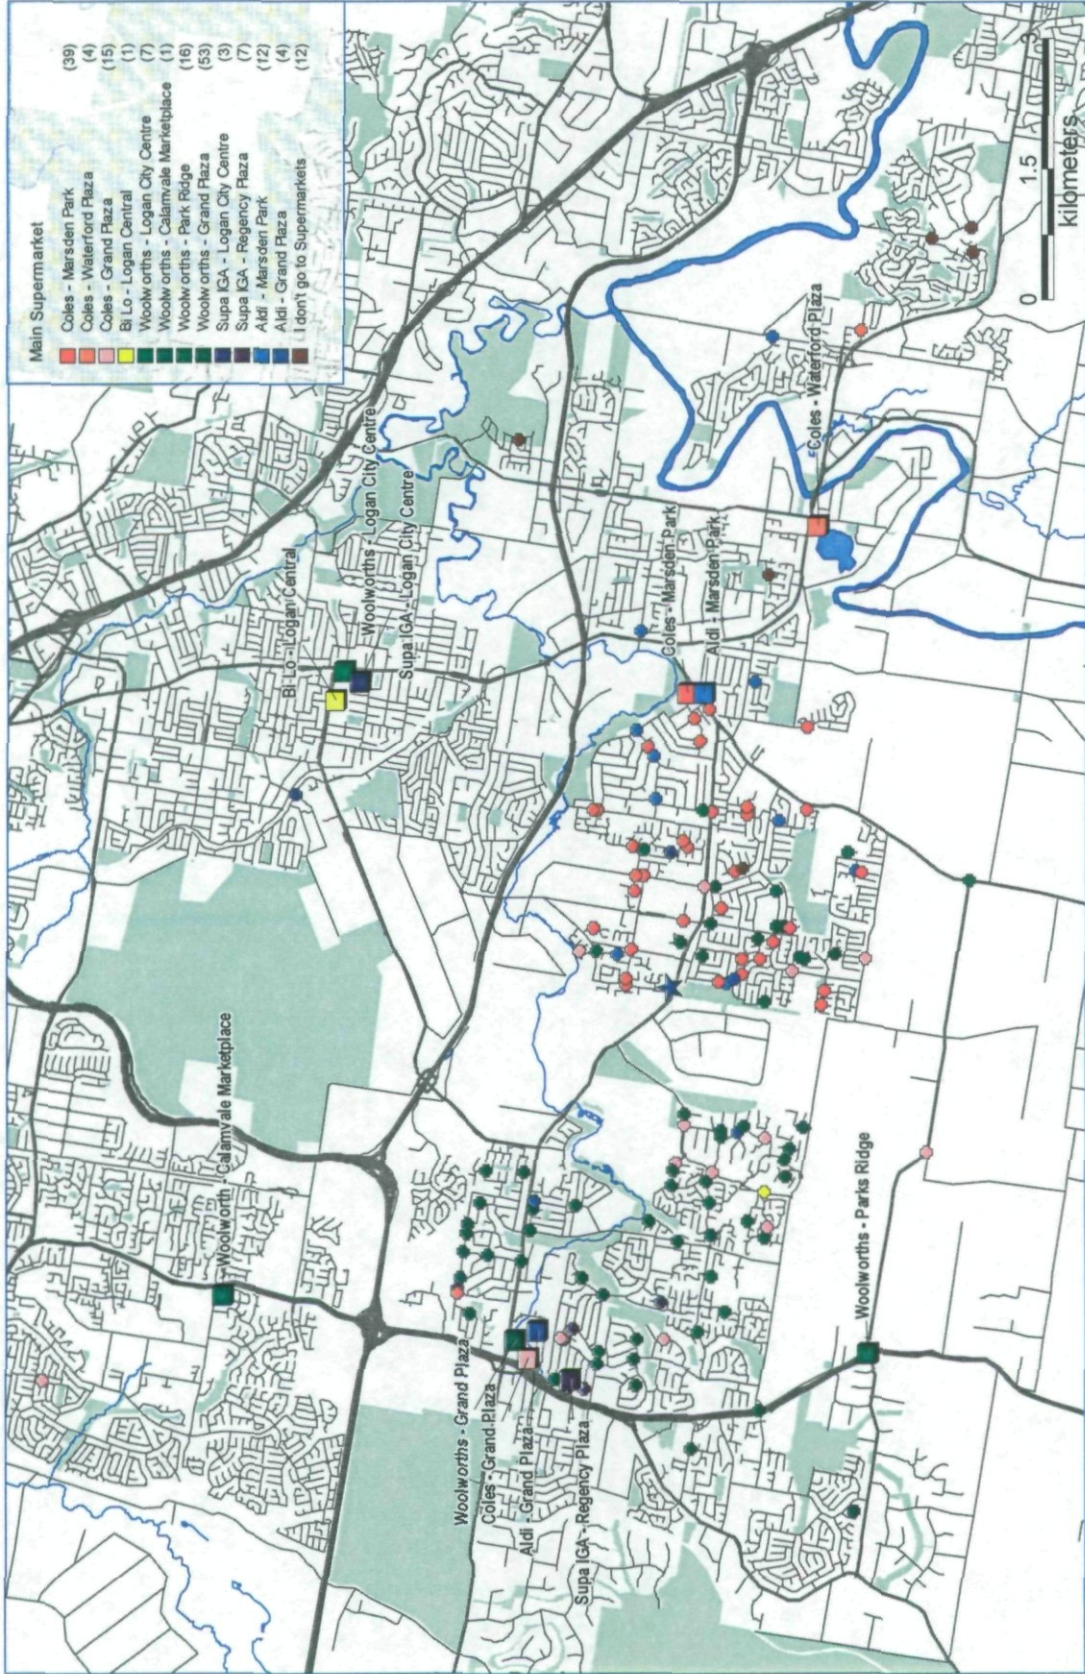 Main Supermarket
Coles - Marsden Park (39)
Coles - Waterford Plaza (4)
Coles - Grand Plaza (15)
Bi Lo - Logan Central (1)
Woolworths - Logan City Centre (7)
Woolworths - Calamvale Marketplace (1)
Woolworths - Park Ridge (16)
Woolworths - Grand Plaza (53)
Supa IGA - Logan City Centre (3)
Supa IGA - Regency Plaza (7)
Aldi - Marsden Park (12)
Aldi - Grand Plaza (4)
I don't go to Supermarkets (12)
Woolworth - Calamvale Marketplace
Bi Lo - Logan Central
Woolworths - Logan City Centre
Supa IGA - Logan City Centre
Woolworths - Grand Plaza
Coles - Grand Plaza
Aldi - Grand Plaza
Supa IGA - Regency Plaza
Coles - Marsden Park
Aldi - Marsden Park
Coles - Waterford Plaza
Woolworths - Parks Ridge
0 1.5 3
kilometers